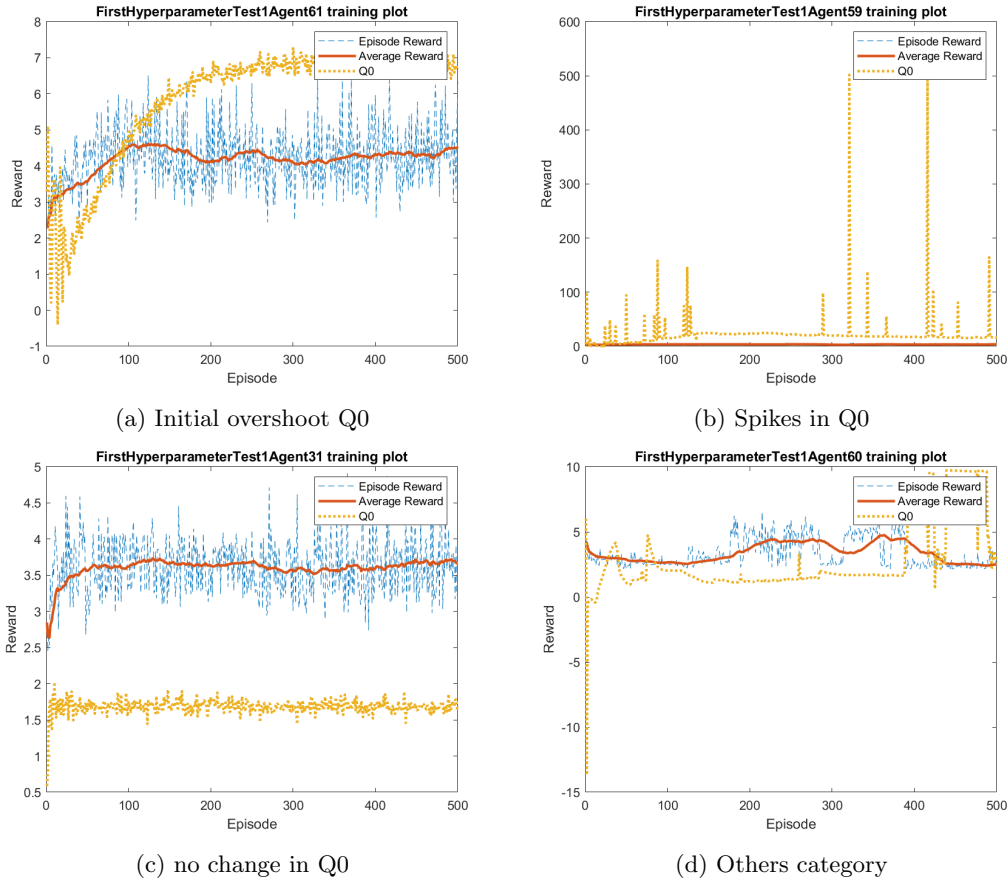 FirstHyperparameterTest1Agent61 training plot
8
7
6
5
4
3
2
1
0
-1
Reward
Episode Reward
Average Reward
Q0
0 100 200 300 400 500
Episode
(a) Initial overshoot Q0
FirstHyperparameterTest1Agent59 training plot
600
500
400
300
200
100
0
Reward
Episode Reward
Average Reward
Q0
0 100 200 300 400 500
Episode
(b) Spikes in Q0
FirstHyperparameterTest1Agent31 training plot
5
4.5
4
3.5
3
2.5
2
1.5
1
0.5
Reward
Episode Reward
Average Reward
Q0
0 100 200 300 400 500
Episode
(c) no change in Q0
FirstHyperparameterTest1Agent60 training plot
10
5
0
-5
-10
-15
Reward
Episode Reward
Average Reward
Q0
0 100 200 300 400 500
Episode
(d) Others category